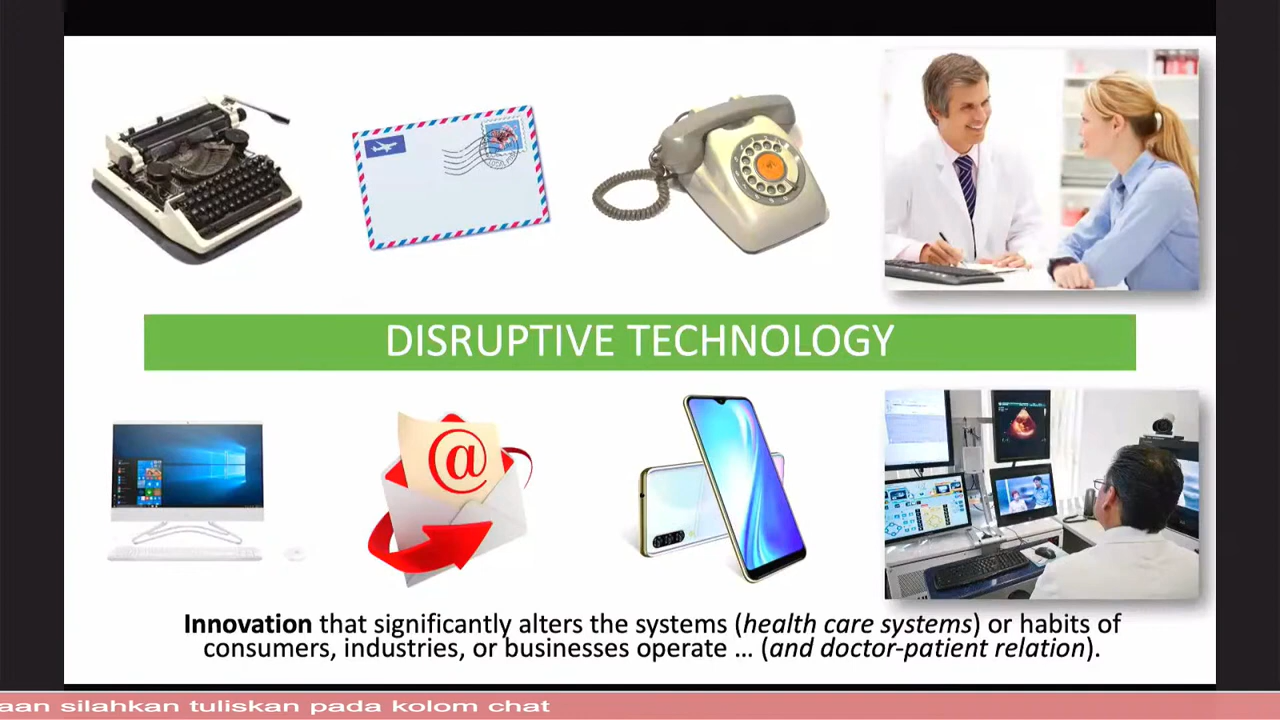 DISRUPTIVE TECHNOLOGY
@
Innovation that significantly alters the systems (health care systems) or habits of
consumers, industries, or businesses operate ... (and doctor-patient relation).
aan silahkan tuliskan pada kolom chat